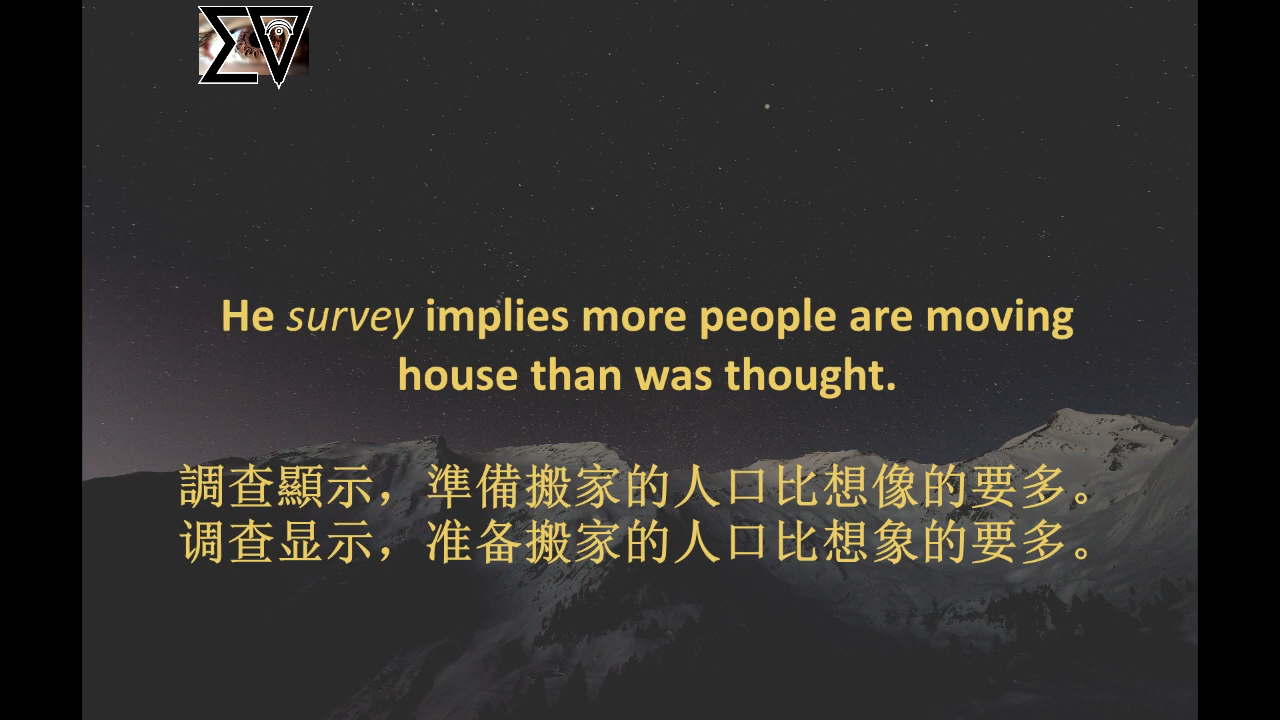 He survey implies more people are moving
house than was thought.
調查顯示，準備搬家的人口比想像的要多。
调查显示，准备搬家的人口比想象的要多。